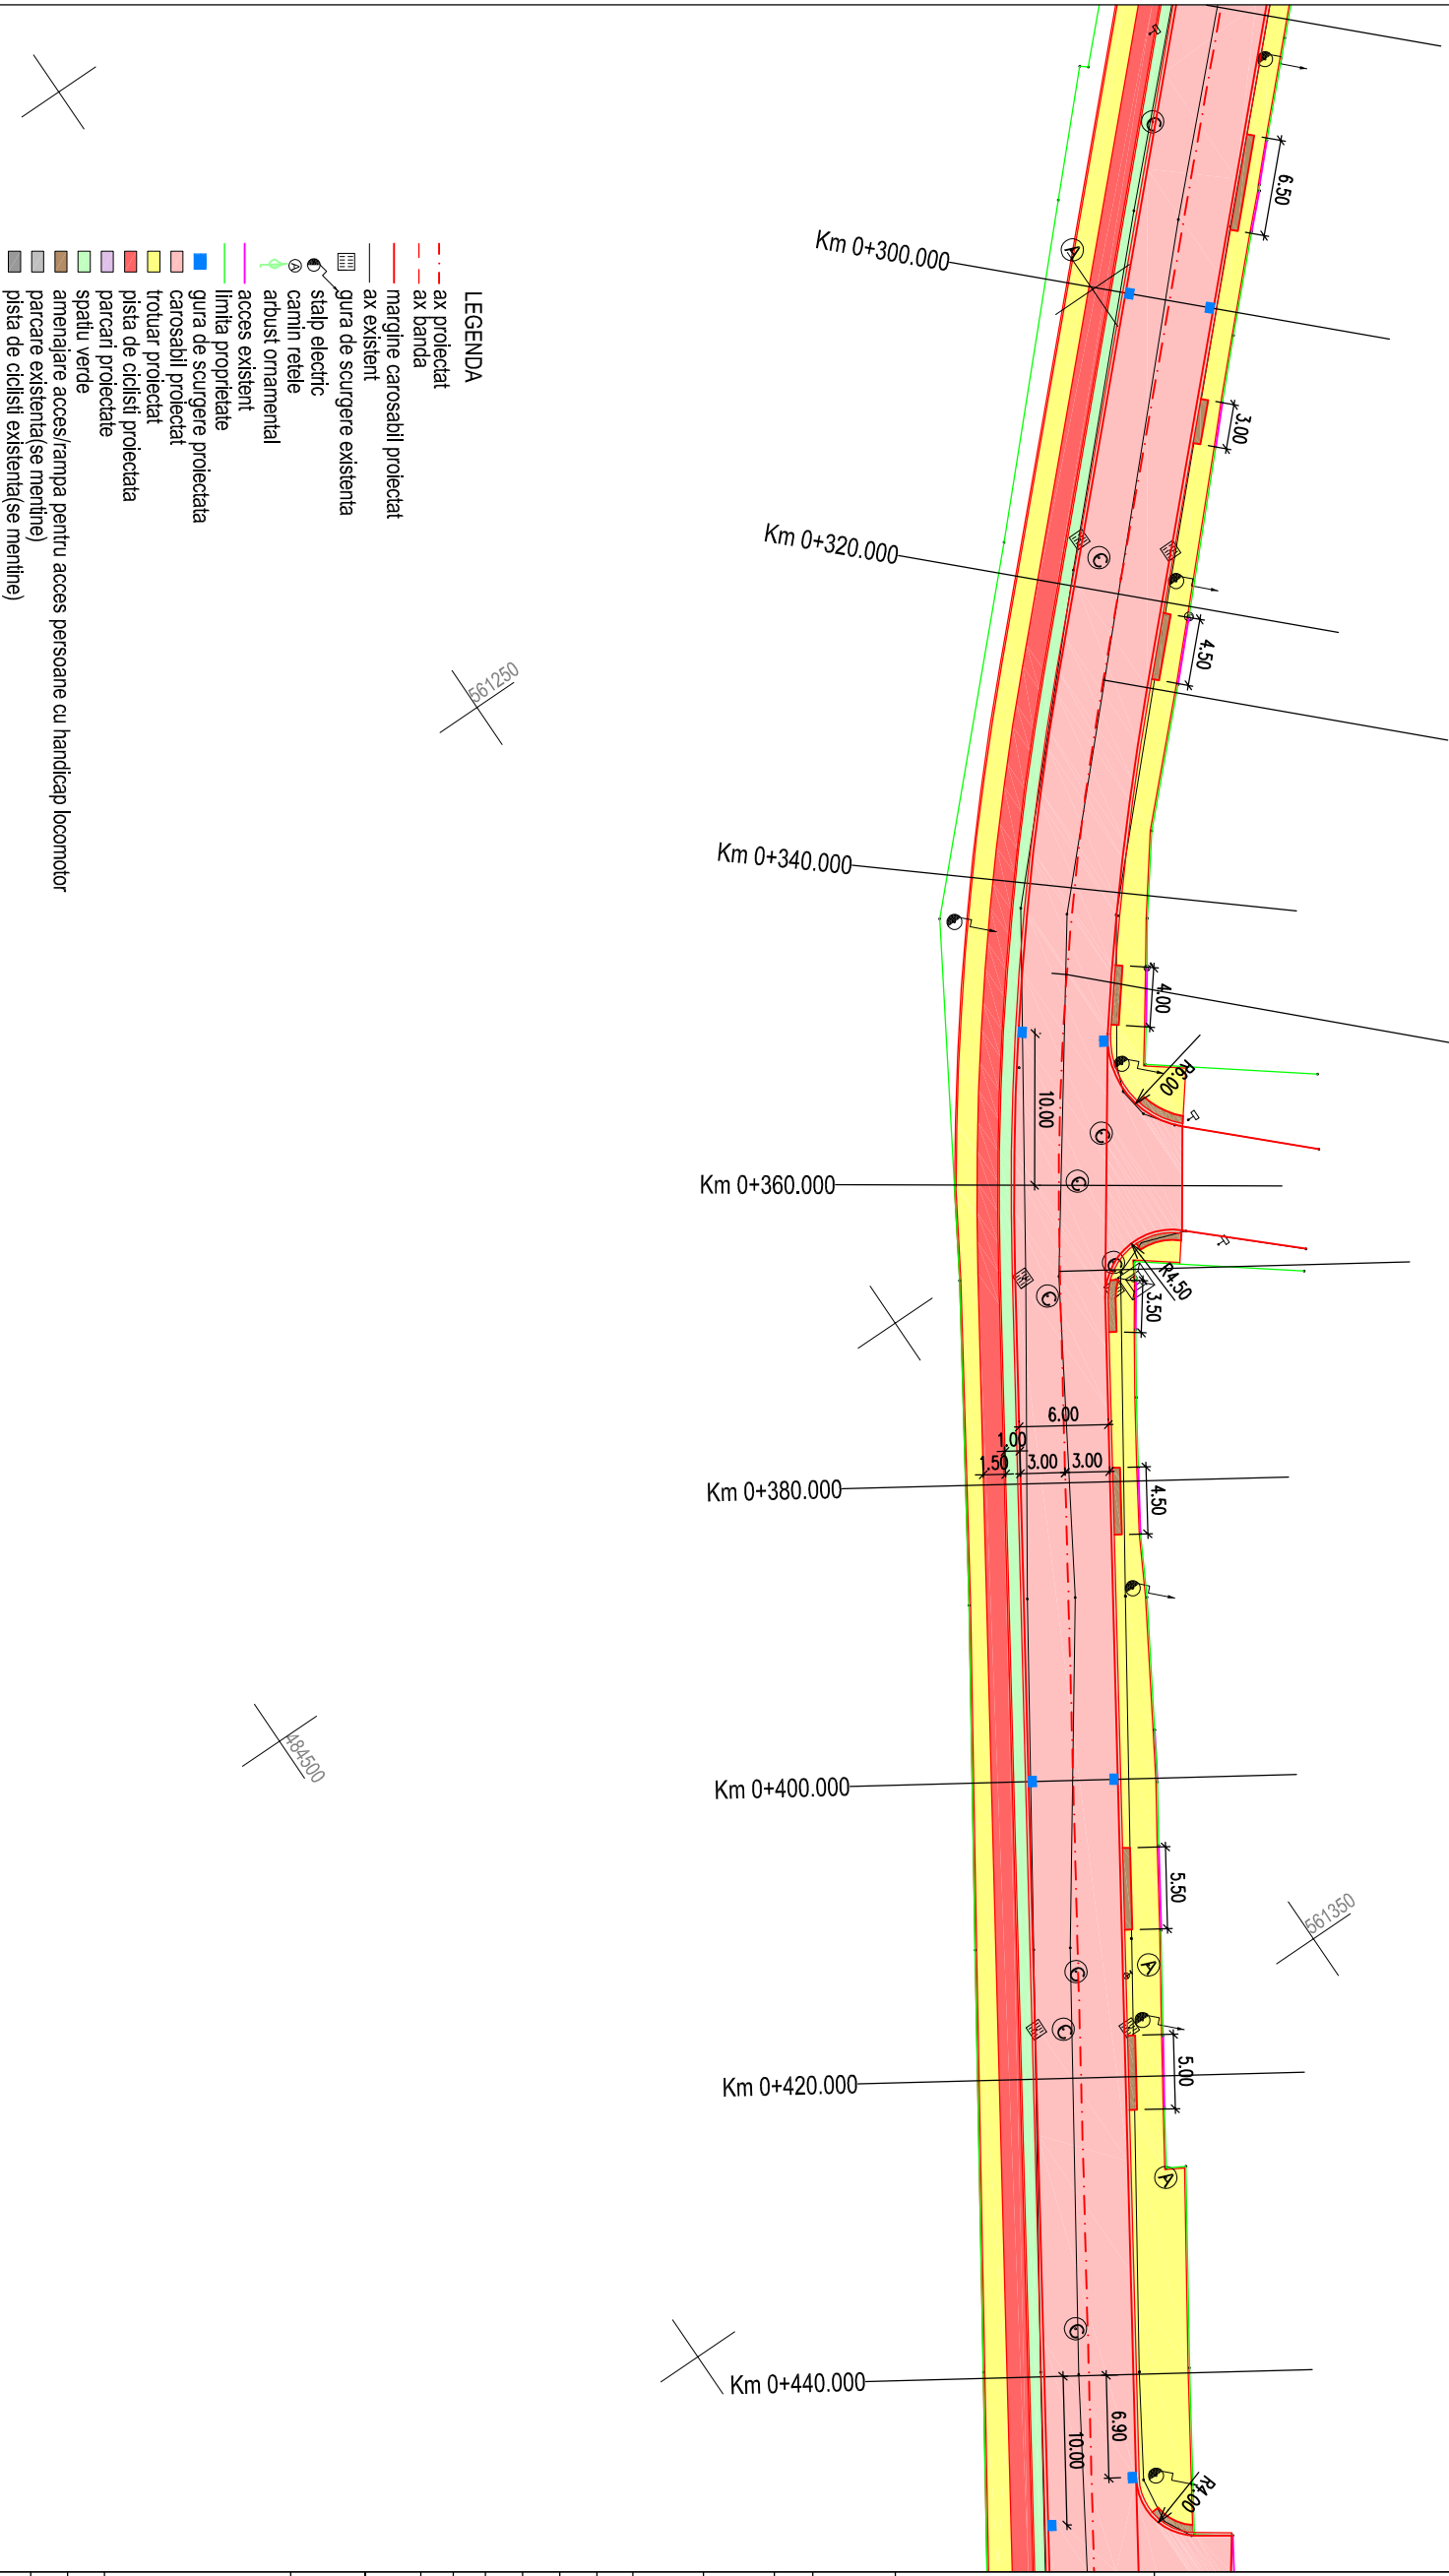 6.50
Km 0+300.000
3.00
Km 0+320.000
4.50
Km 0+340.000
4.00
R6.00
10.00
Km 0+360.000
R4.50
3.50
6.00
1.00
1.50
3.00
3.00
Km 0+380.000
4.50
Km 0+400.000
5.50
5.00
Km 0+420.000
Km 0+440.000
6.90
10.00
R4.00
C
A
C
C
C
C
C
A
C
C
A
C
561250
484500
561350
LEGENDA
ax proiectat
ax banda
margine carosabil proiectat
ax existent
gura de scurgere existenta
stalp electric
A
camin retele
arbust ornamental
acces existent
limita proprietate
gura de scurgere proiectata
carosabil proiectat
trotuar proiectat
pista de ciclisti proiectata
parcari proiectate
spatiu verde
amenajare acces/rampa pentru acces persoane cu handicap locomotor
parcare existenta(se mentine)
pista de ciclisti existenta(se mentine)